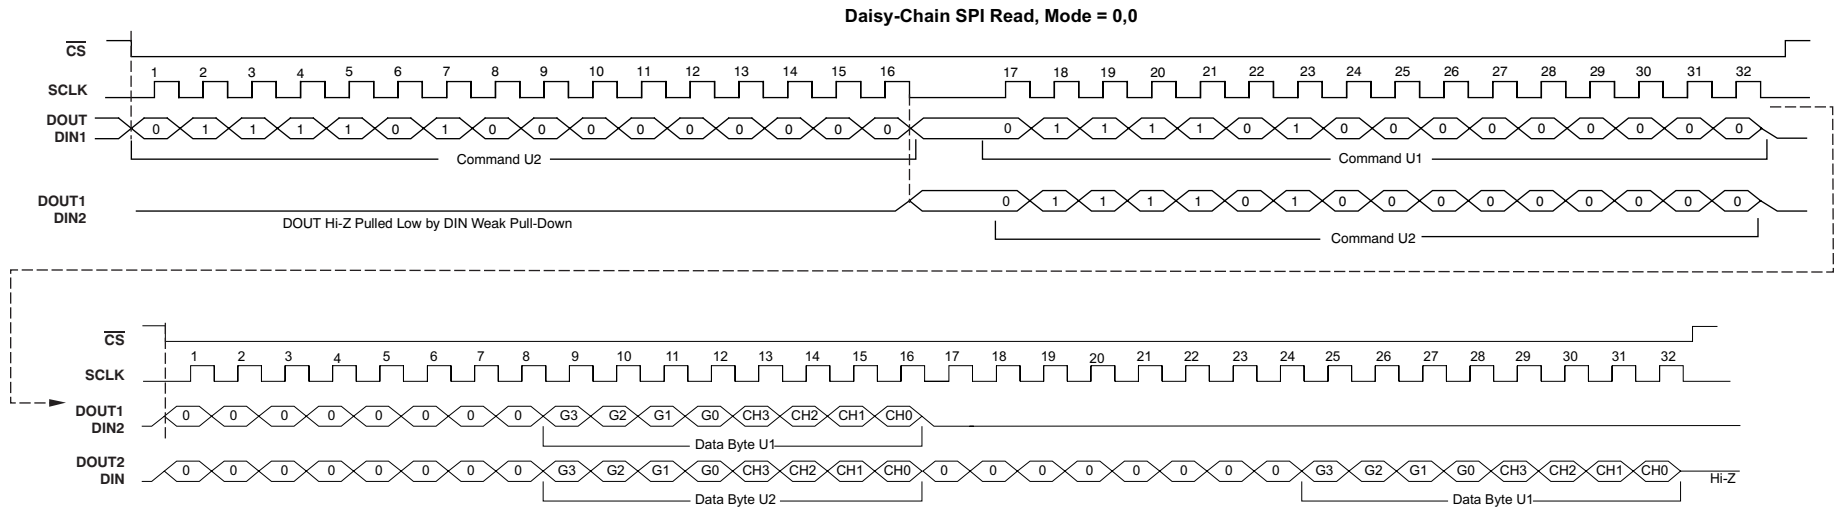 Daisy-Chain SPI Read, Mode = 0,0
CS
1 2 3 4 5 6 7 8 9 10 11 12 13 14 15 16 17 18 19 20 21 22 23 24 25 26 27 28 29 30 31 32
SCLK
DOUT
DIN1
0 1 1 1 1 0 1 0 0 0 0 0 0 0 0 0 0 1 1 1 1 0 1 0 0 0 0 0 0 0 0 0
Command U2 Command U1
DOUT1
DIN2
0 1 1 1 1 0 1 0 0 0 0 0 0 0 0 0
DOUT Hi-Z Pulled Low by DIN Weak Pull-Down
Command U2
CS
1 2 3 4 5 6 7 8 9 10 11 12 13 14 15 16 17 18 19 20 21 22 23 24 25 26 27 28 29 30 31 32
SCLK
DOUT1
DIN2
0 0 0 0 0 0 0 0 G3 G2 G1 G0 CH3 CH2 CH1 CH0
Data Byte U1
DOUT2
DIN
0 0 0 0 0 0 0 0 G3 G2 G1 G0 CH3 CH2 CH1 CH0 0 0 0 0 0 0 0 0 G3 G2 G1 G0 CH3 CH2 CH1 CH0
Hi-Z
Data Byte U2 Data Byte U1